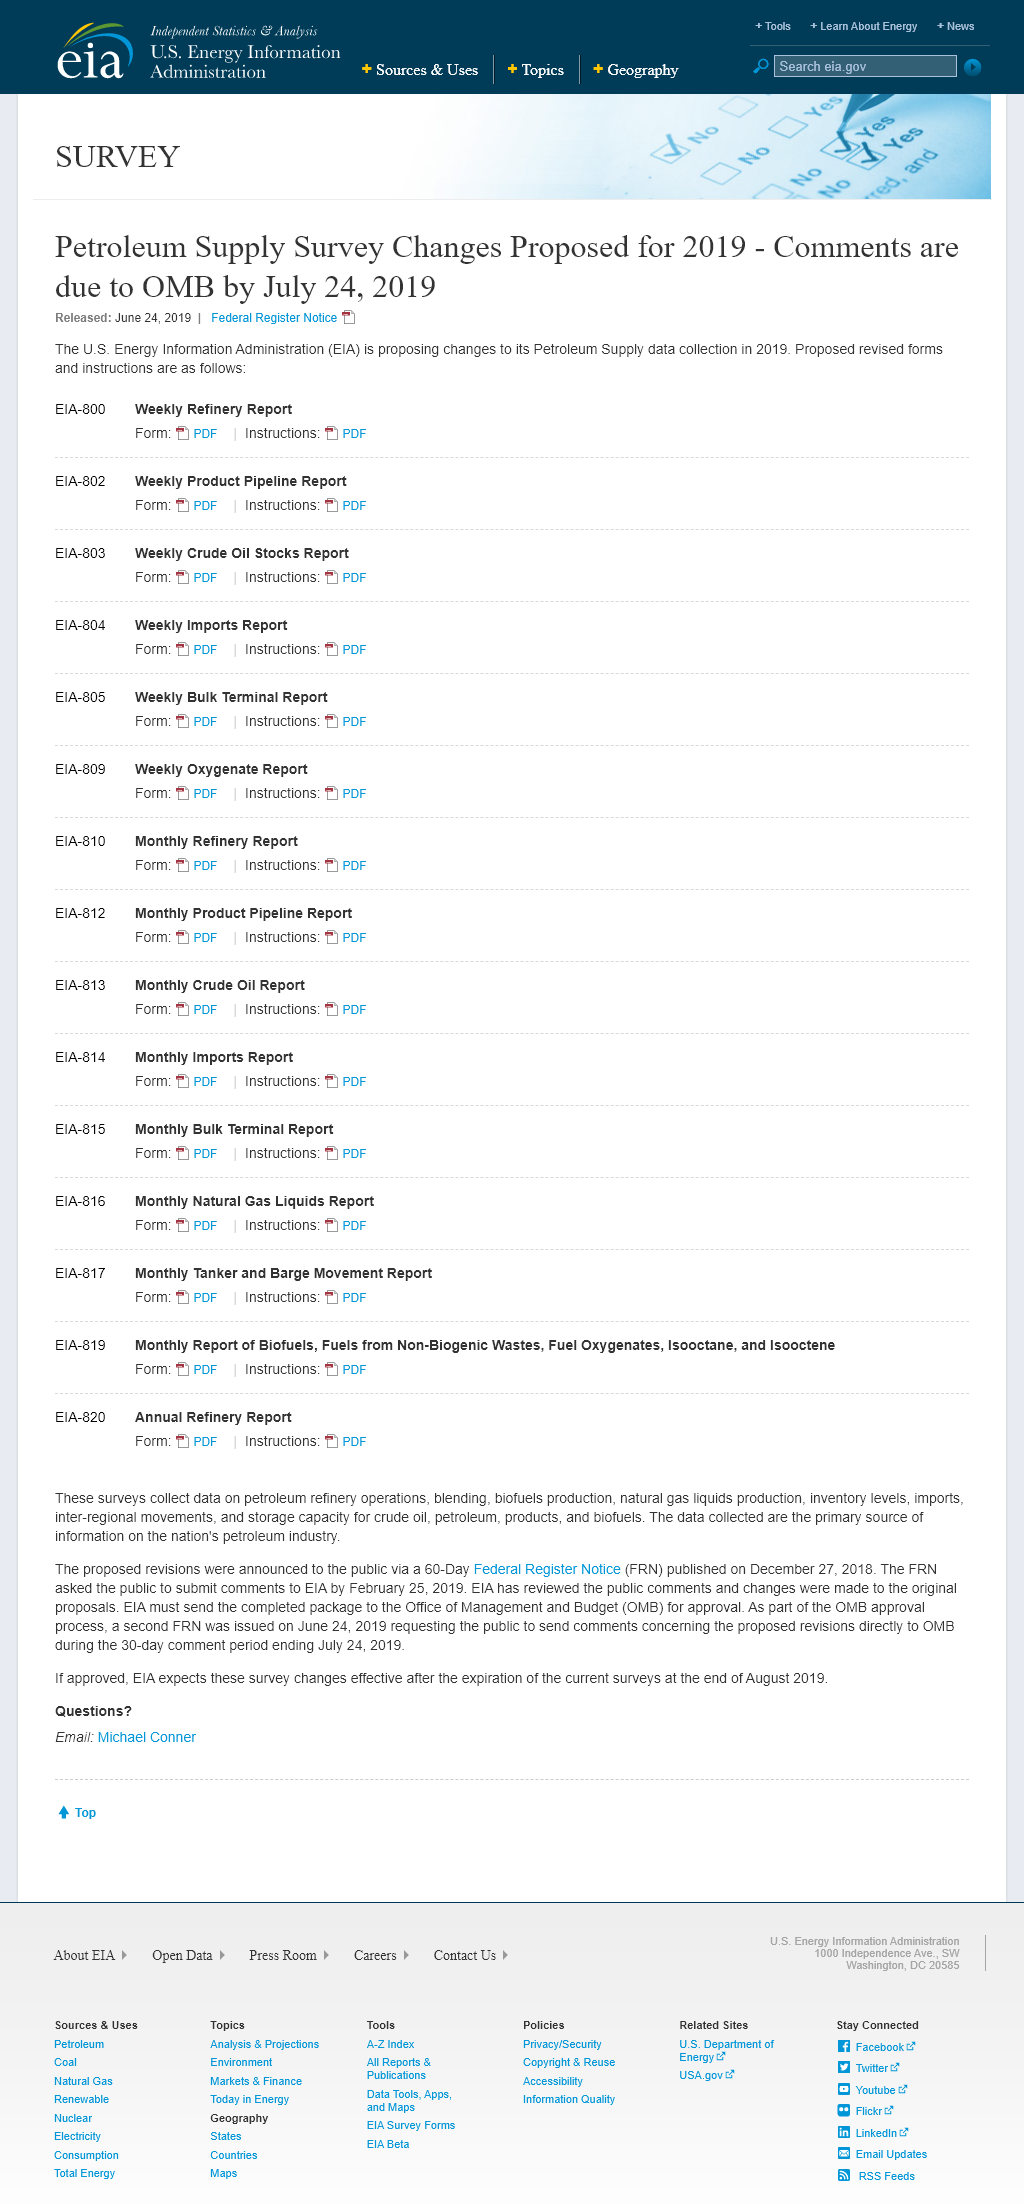 Independent Statistics & Analysis
eia U.S. Energy Information
Administration
+ Sources & Uses + Topics + Geography
+ Tools + Learn About Energy + News
Search eia.gov
SURVEY
No
No
No
No
Yes
Yes
Yes
rred, and
Petroleum Supply Survey Changes Proposed for 2019 - Comments are
due to OMB by July 24, 2019
Released: June 24, 2019 | Federal Register Notice
The U.S. Energy Information Administration (EIA) is proposing changes to its Petroleum Supply data collection in 2019. Proposed revised forms
and instructions are as follows:
EIA-800 Weekly Refinery Report
Form: PDF | Instructions: PDF
EIA-802 Weekly Product Pipeline Report
Form: PDF | Instructions: PDF
EIA-803 Weekly Crude Oil Stocks Report
Form: PDF | Instructions: PDF
EIA-804 Weekly Imports Report
Form: PDF | Instructions: PDF
EIA-805 Weekly Bulk Terminal Report
Form: PDF | Instructions: PDF
EIA-809 Weekly Oxygenate Report
Form: PDF | Instructions: PDF
EIA-810 Monthly Refinery Report
Form: PDF | Instructions: PDF
EIA-812 Monthly Product Pipeline Report
Form: PDF | Instructions: PDF
EIA-813 Monthly Crude Oil Report
Form: PDF | Instructions: PDF
EIA-814 Monthly Imports Report
Form: PDF | Instructions: PDF
EIA-815 Monthly Bulk Terminal Report
Form: PDF | Instructions: PDF
EIA-816 Monthly Natural Gas Liquids Report
Form: PDF | Instructions: PDF
EIA-817 Monthly Tanker and Barge Movement Report
Form: PDF | Instructions: PDF
EIA-819 Monthly Report of Biofuels, Fuels from Non-Biogenic Wastes, Fuel Oxygenates, Isooctane, and Isooctene
Form: PDF | Instructions: PDF
EIA-820 Annual Refinery Report
Form: PDF | Instructions: PDF
These surveys collect data on petroleum refinery operations, blending, biofuels production, natural gas liquids production, inventory levels, imports,
inter-regional movements, and storage capacity for crude oil, petroleum, products, and biofuels. The data collected are the primary source of
information on the nation's petroleum industry.
The proposed revisions were announced to the public via a 60-Day Federal Register Notice (FRN) published on December 27, 2018. The FRN
asked the public to submit comments to EIA by February 25, 2019. EIA has reviewed the public comments and changes were made to the original
proposals. EIA must send the completed package to the Office of Management and Budget (OMB) for approval. As part of the OMB approval
process, a second FRN was issued on June 24, 2019 requesting the public to send comments concerning the proposed revisions directly to OMB
during the 30-day comment period ending July 24, 2019.
If approved, EIA expects these survey changes effective after the expiration of the current surveys at the end of August 2019.
Questions?
Email: Michael Conner
Top
About EIA Open Data Press Room Careers Contact Us
U.S. Energy Information Administration
1000 Independence Ave., SW
Washington, DC 20585
Sources & Uses
Petroleum
Coal
Natural Gas
Renewable
Nuclear
Electricity
Consumption
Total Energy
Topics
Analysis & Projections
Environment
Markets & Finance
Today in Energy
Geography
States
Countries
Maps
Tools
A-Z Index
All Reports &
Publications
Data Tools, Apps,
and Maps
EIA Survey Forms
EIA Beta
Policies
Privacy/Security
Copyright & Reuse
Accessibility
Information Quality
Related Sites
U.S. Department of
Energy
USA.gov
Stay Connected
Facebook
Twitter
Youtube
Flickr
LinkedIn
Email Updates
RSS Feeds